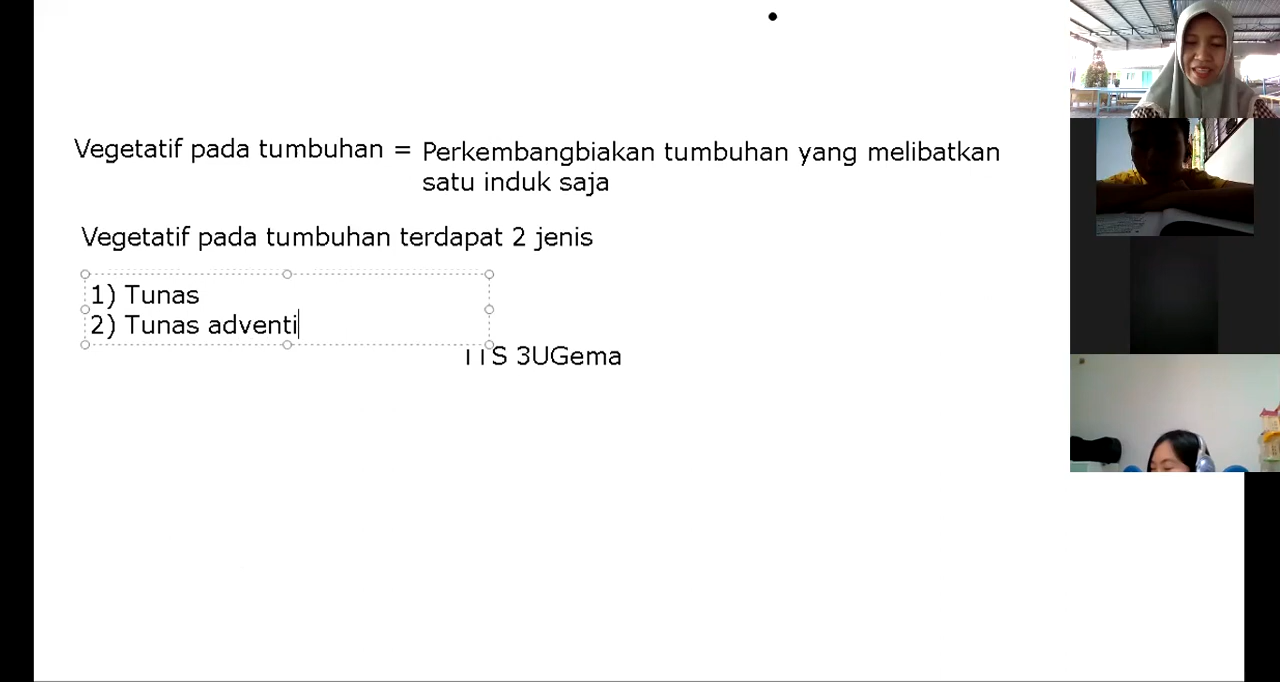 Vegetatif pada tumbuhan = Perkembangbiakan tumbuhan yang melibatkan
satu induk saja
Vegetatif pada tumbuhan terdapat 2 jenis
1) Tunas
2) Tunas adventi
S 3UGema